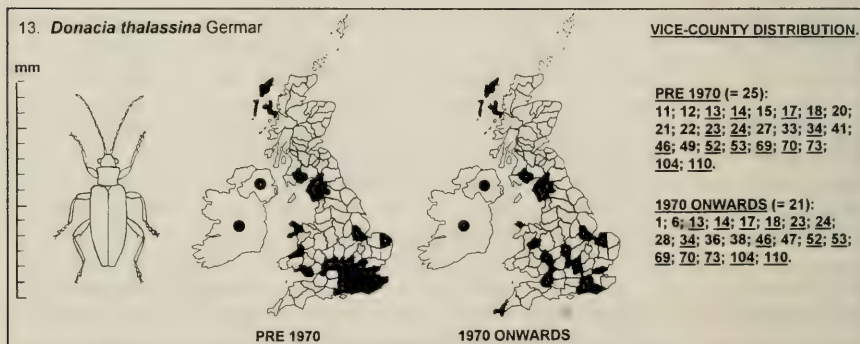 13. Donacia thalassina Germar
mm
PRE 1970
1970 ONWARDS
VICE-COUNTY DISTRIBUTION.
PRE 1970 (= 25):
11; 12; 13; 14; 15; 17; 18; 20;
21; 22; 23; 24; 27; 33; 34; 41;
46; 49; 52; 53; 69; 70; 73;
104; 110.
1970 ONWARDS (= 21):
1; 6; 13; 14; 17; 18; 23; 24;
28; 34; 36; 38; 46; 47; 52; 53;
69; 70; 73; 104; 110.